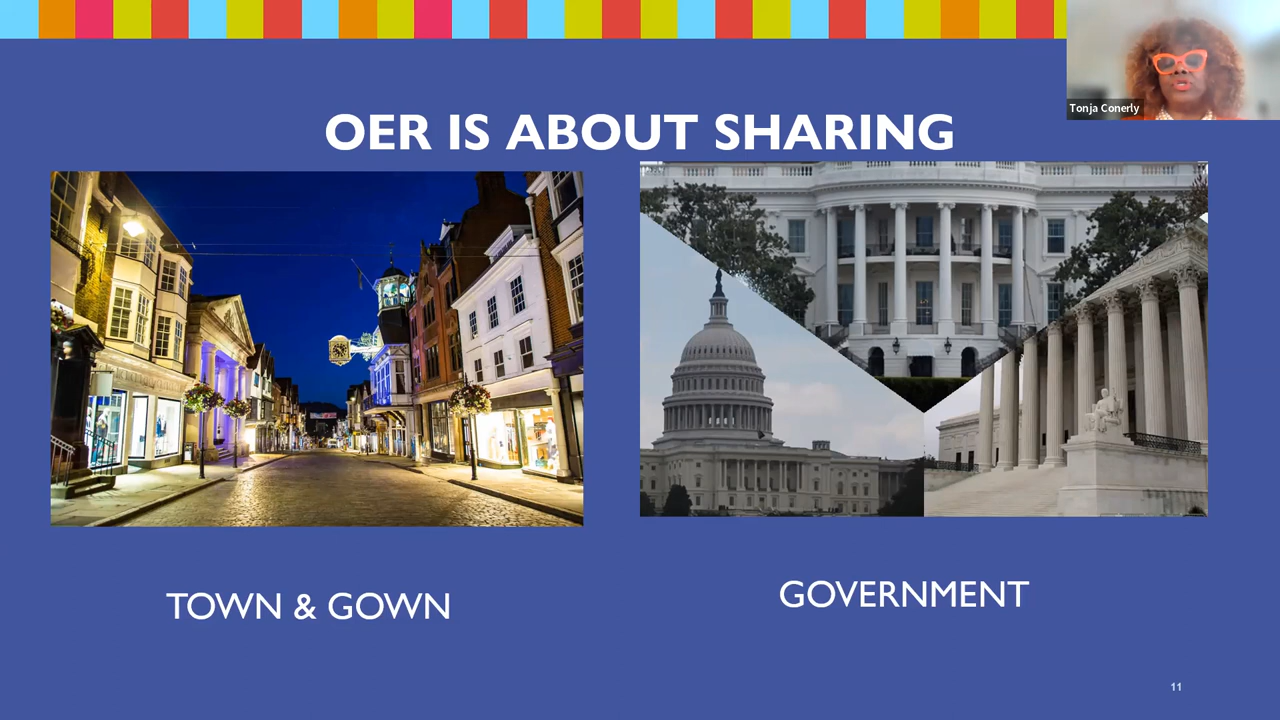 Tonja Conerly
OER IS ABOUT SHARING
TOWN & GOWN
GOVERNMENT
11